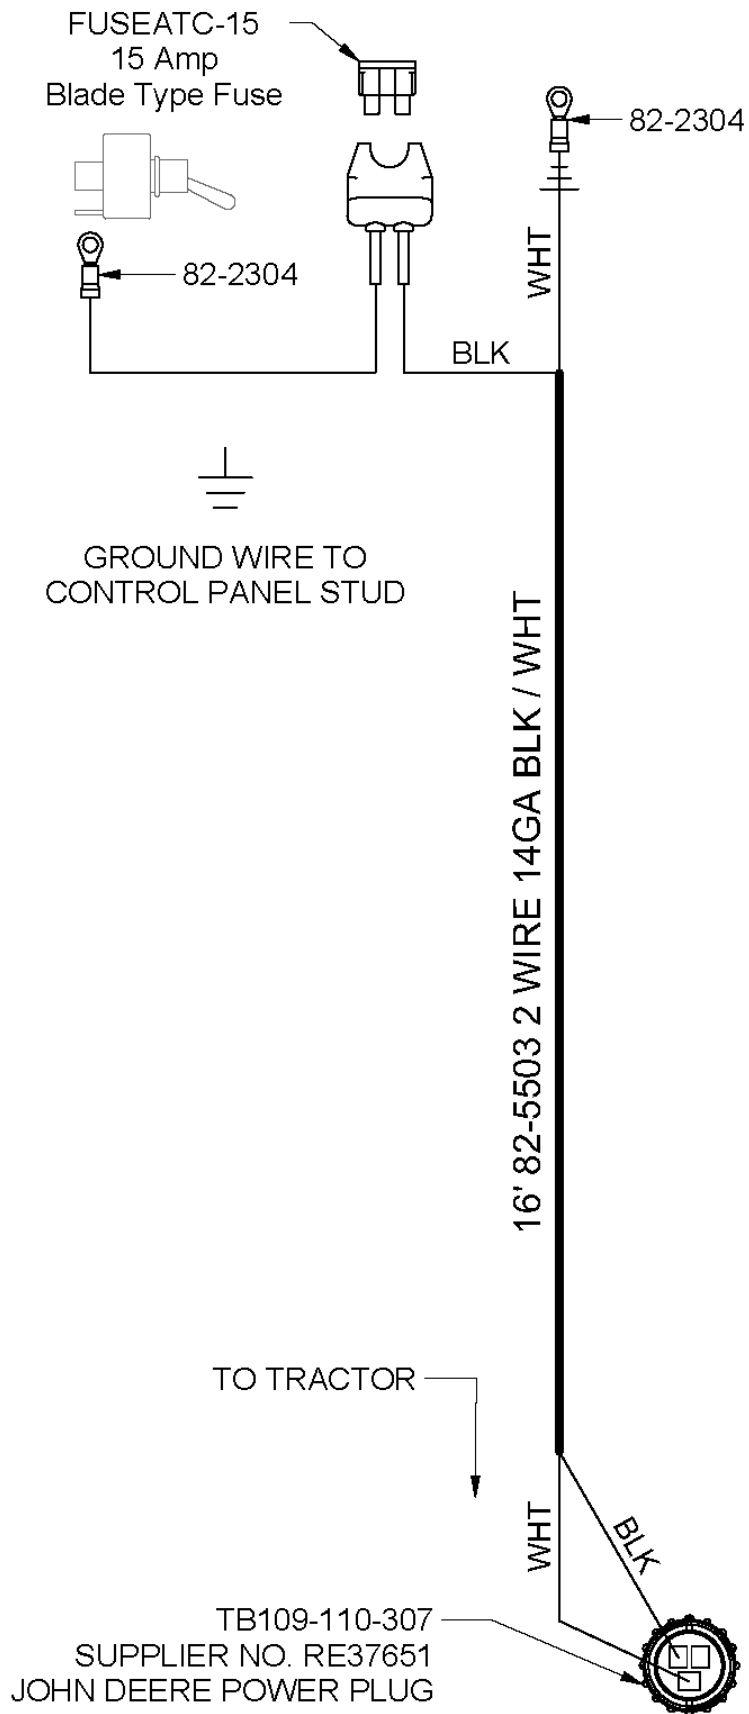 FUSEATC-15
15 Amp
Blade Type Fuse
82-2304
82-2304
WHT
BLK
GROUND WIRE TO
CONTROL PANEL STUD
16' 82-5503 2 WIRE 14GA BLK / WHT
TO TRACTOR
WHT
BLK
TB109-110-307
SUPPLIER NO. RE37651
JOHN DEERE POWER PLUG